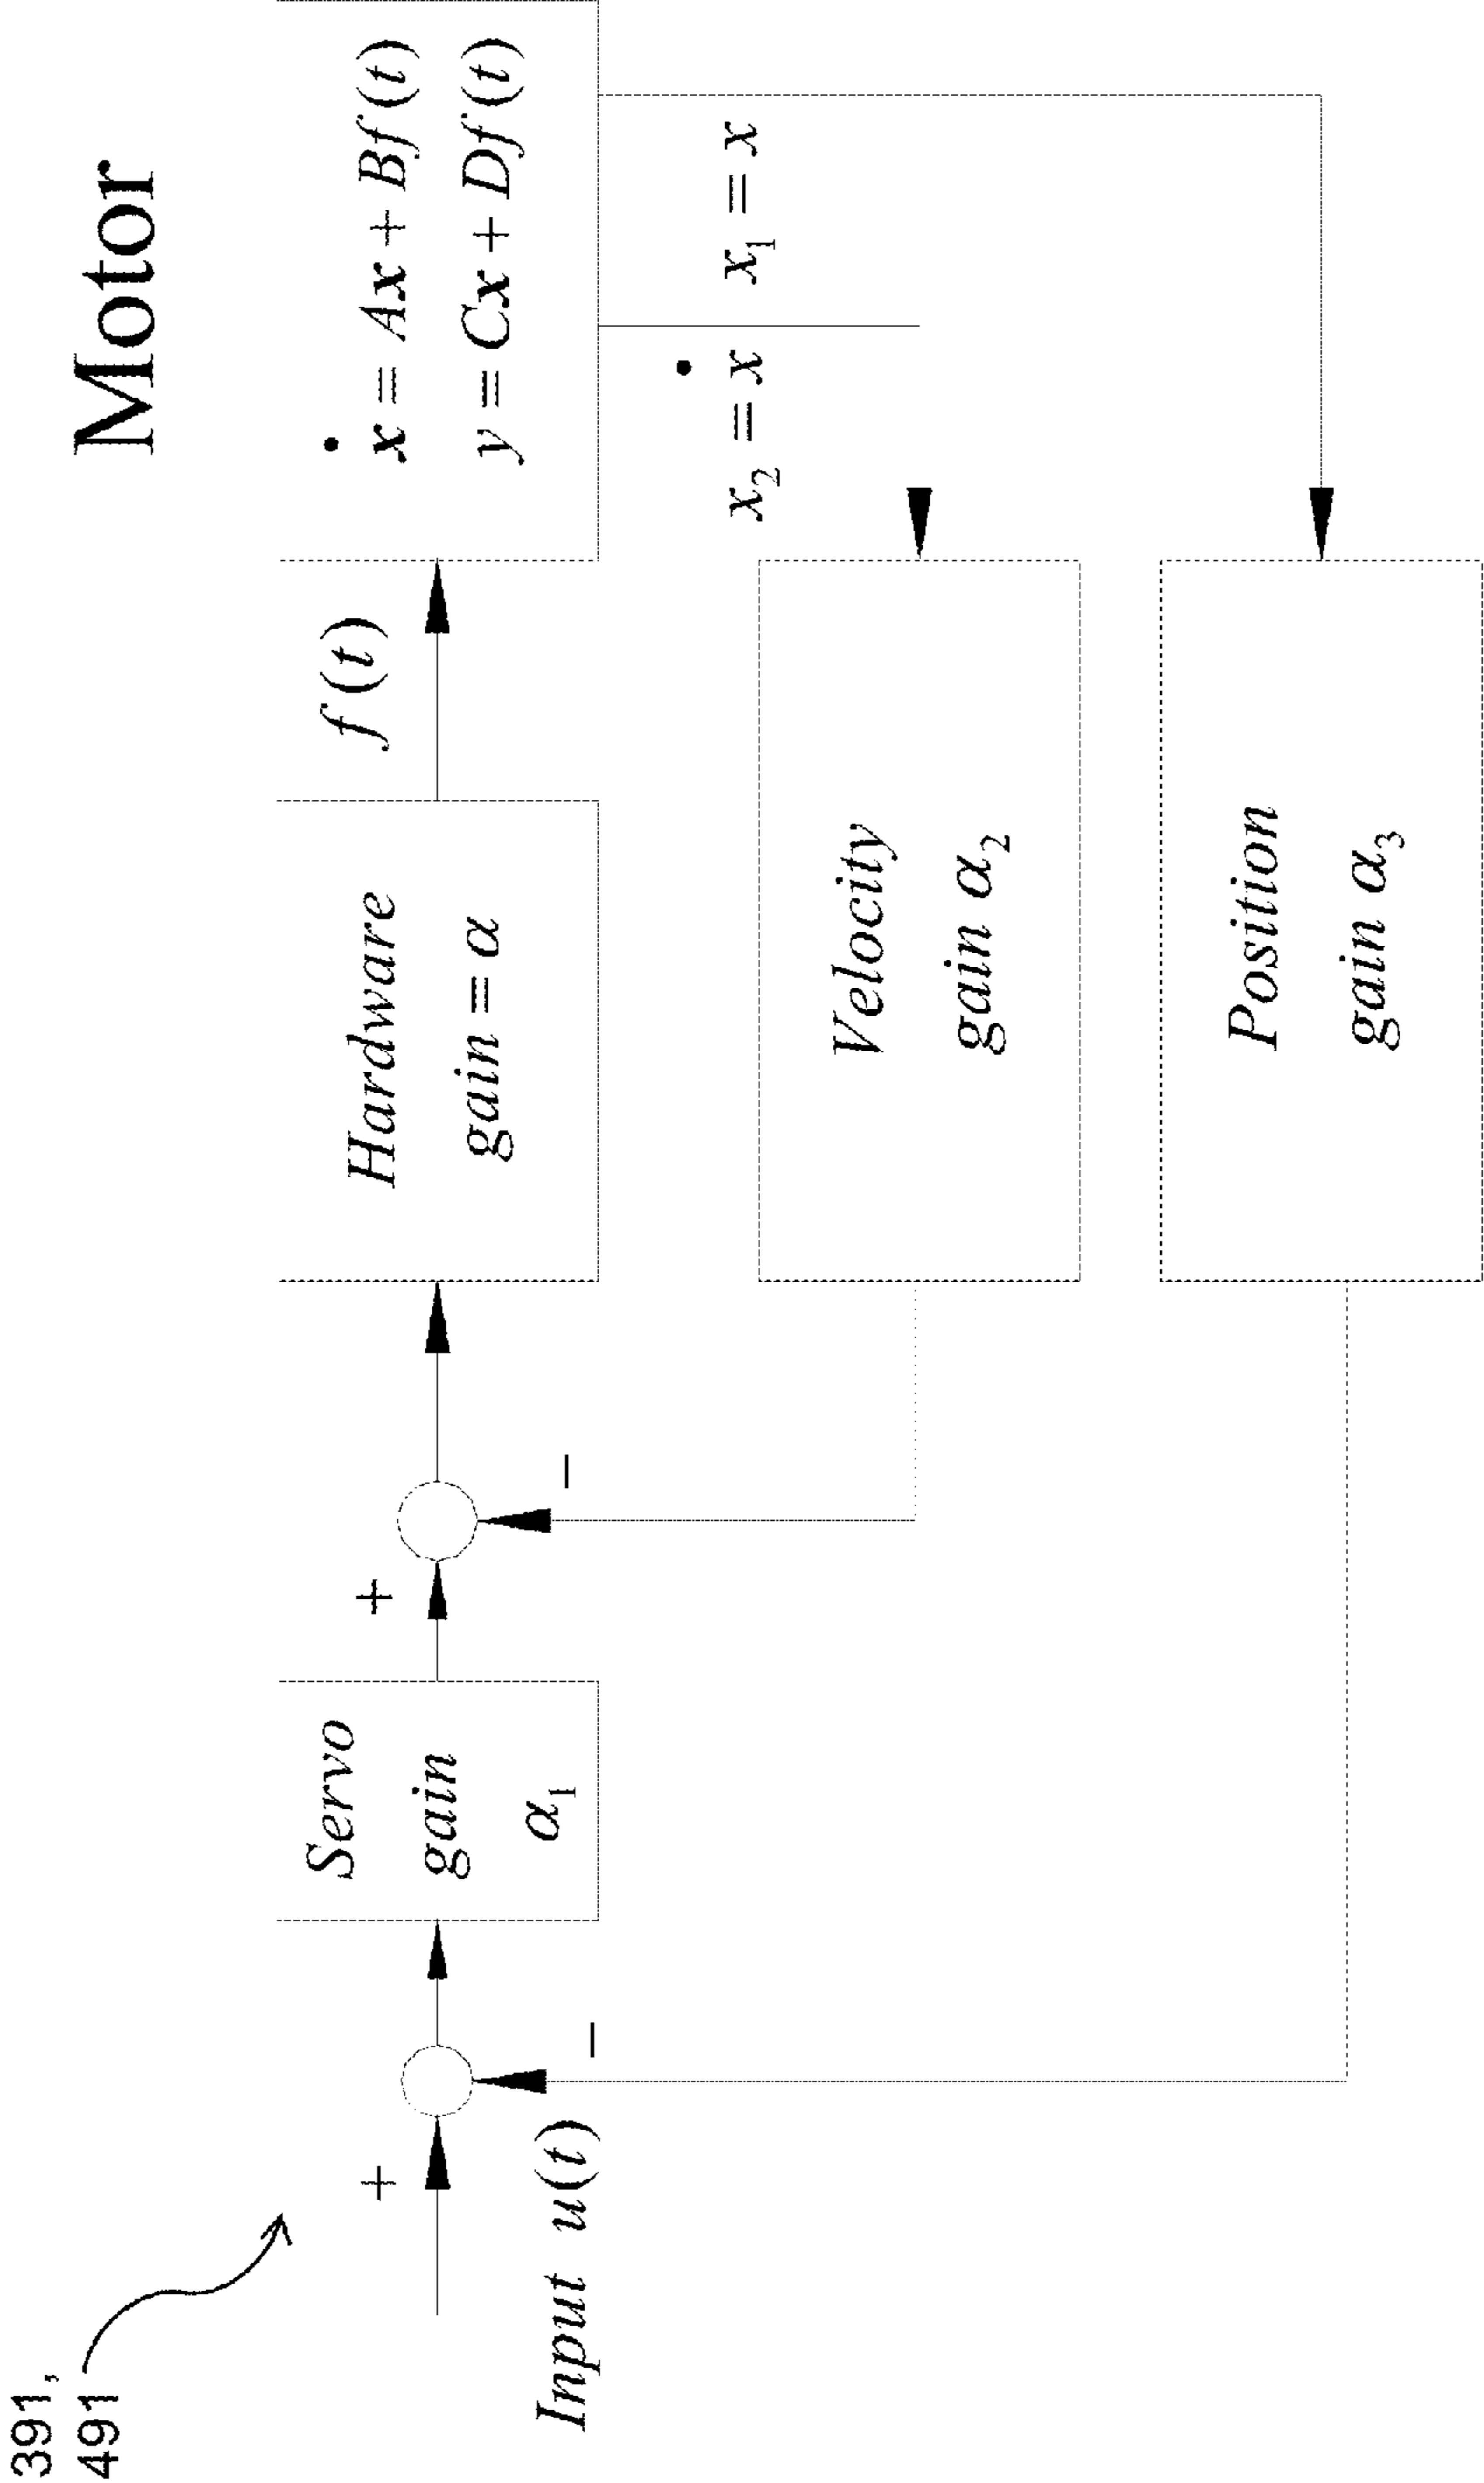 391,
491
Motor
+
Input u(t)
−
Servo
gain
α₁
+
−
Hardware
gain = α
f(t)
ẋ = Ax + Bf(t)
y = Cx + Df(t)
x₂ = ẋ
x₁ = x
Velocity
gain α₂
Position
gain α₃